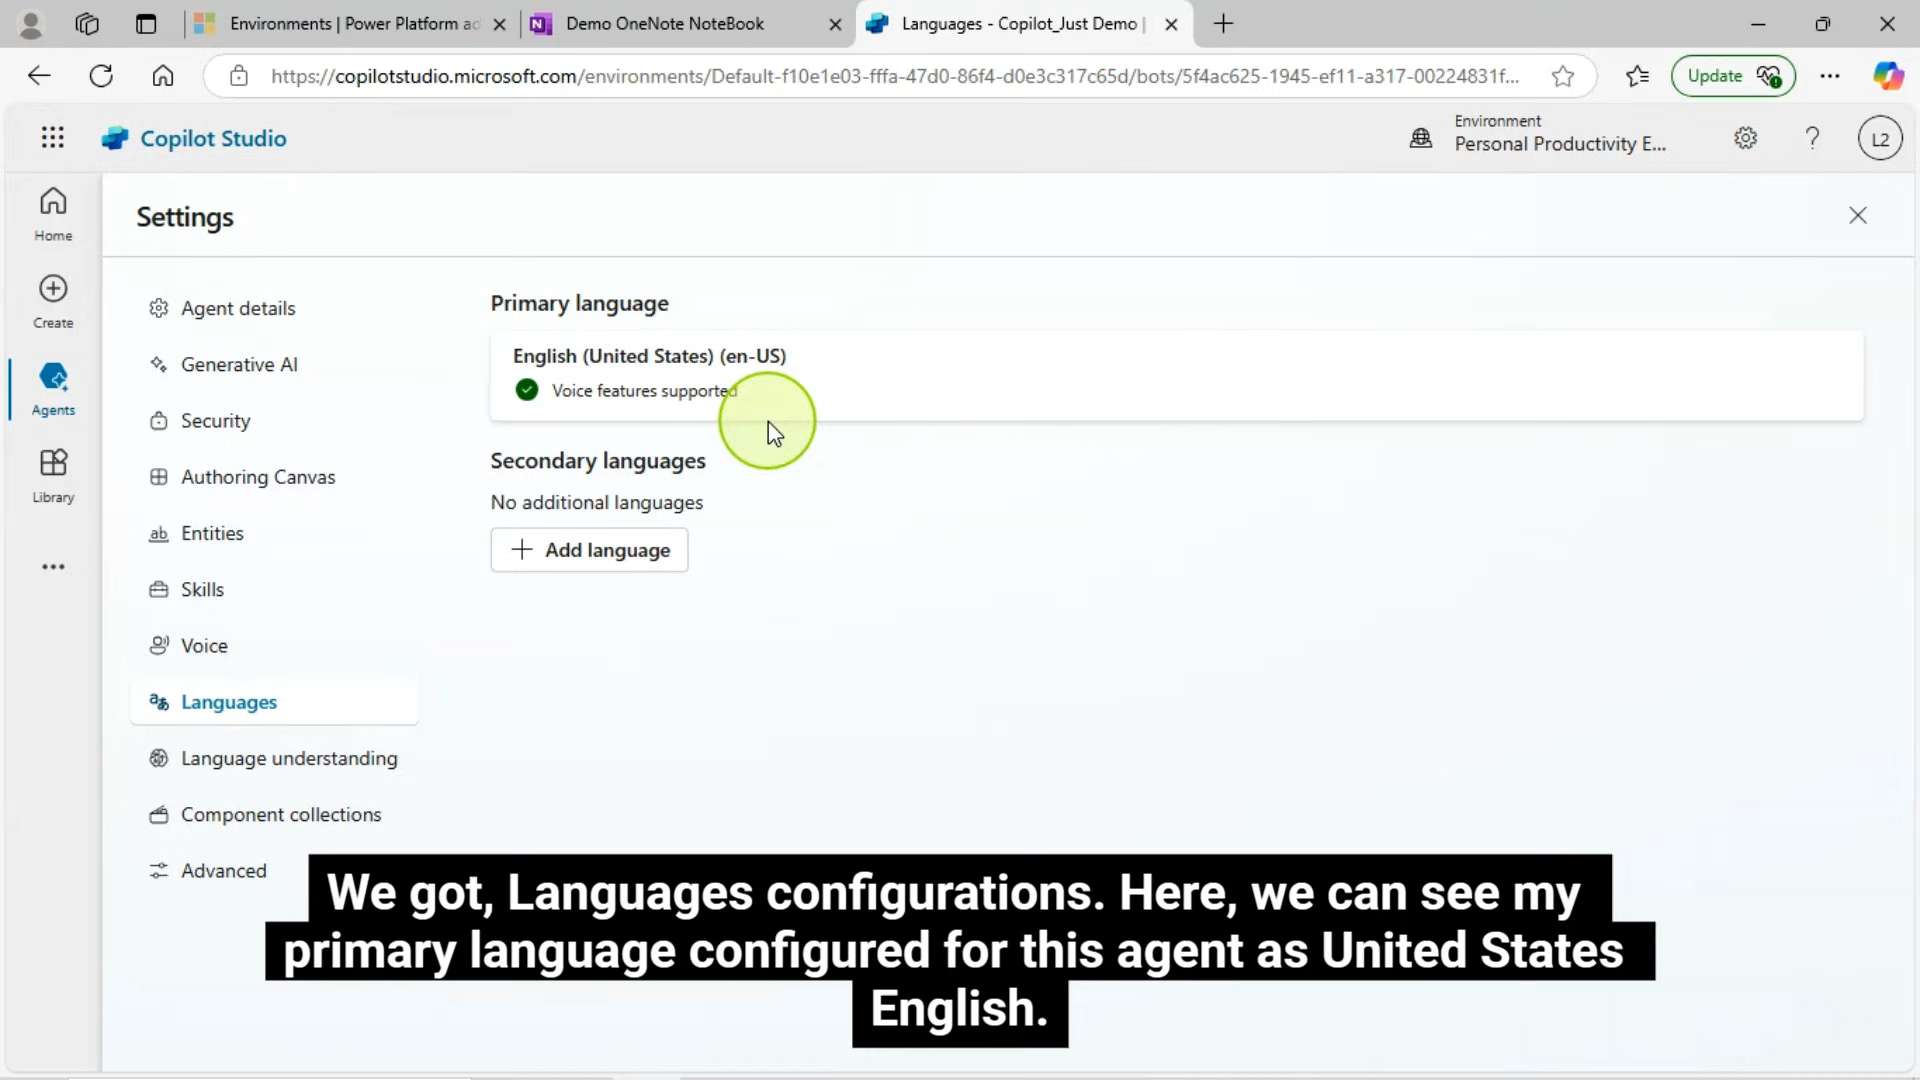 Environments | Power Platform ad
Demo OneNote NoteBook
Languages - Copilot_Just Demo |
https://copilotstudio.microsoft.com/environments/Default-f10e1e03-fffa-47d0-86f4-d0e3c317c65d/bots/5f4ac625-1945-ef11-a317-00224831f...
Update
Copilot Studio
Environment
Personal Productivity E...
?
L2
Home
Create
Agents
Library
Settings
Agent details
Generative AI
Security
Authoring Canvas
Entities
Skills
Voice
Languages
Language understanding
Component collections
Advanced
Primary language
English (United States) (en-US)
Voice features supported
Secondary languages
No additional languages
Add language
We got, Languages configurations. Here, we can see my
primary language configured for this agent as United States
English.